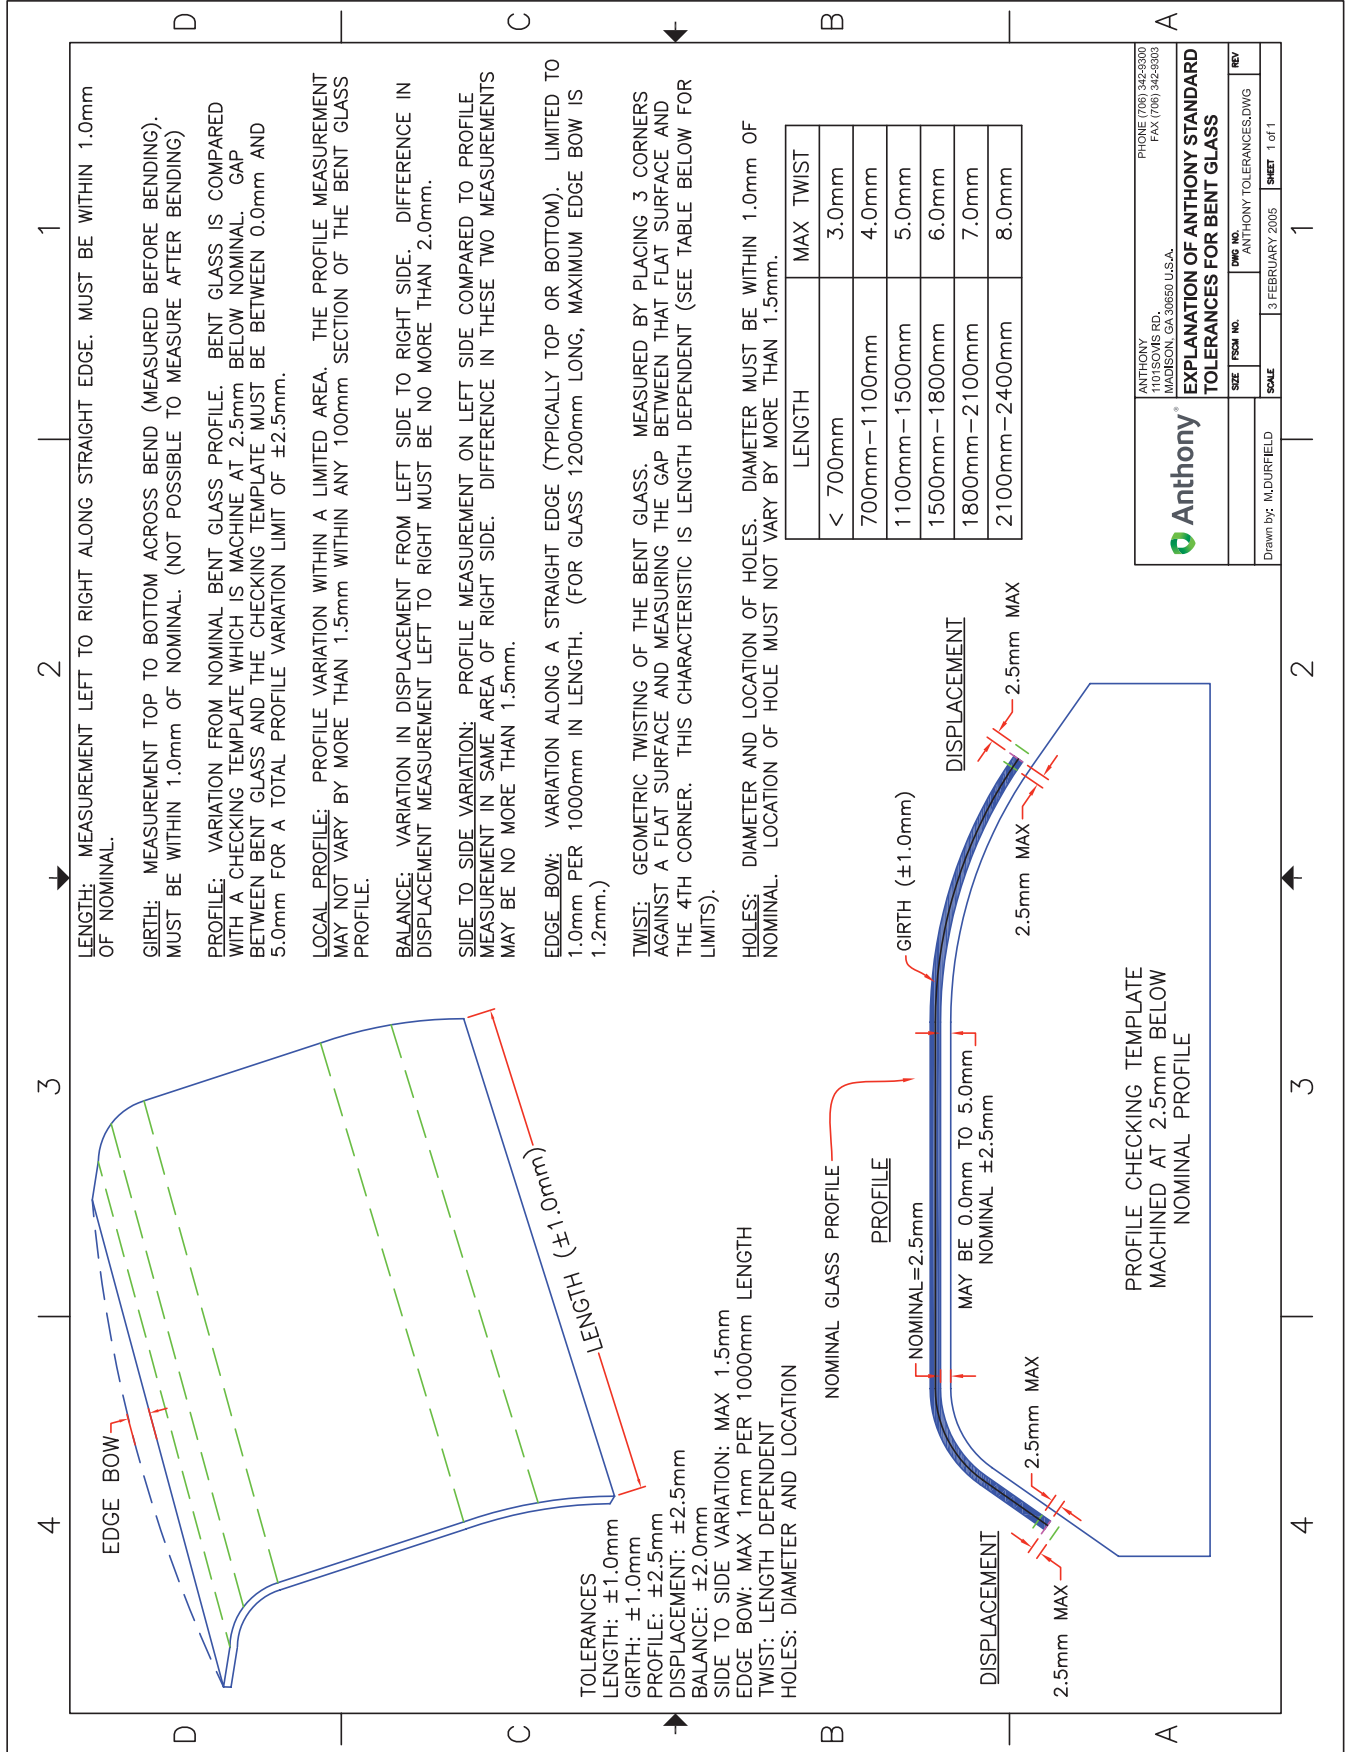 4
3
2
1
D
D
C
C
B
B
A
A
4
3
2
1
EDGE BOW
LENGTH (±1.0mm)
TOLERANCES
LENGTH: ±1.0mm
GIRTH: ±1.0mm
PROFILE: ±2.5mm
DISPLACEMENT: ±2.5mm
BALANCE: ±2.0mm
SIDE TO SIDE VARIATION: MAX 1.5mm
EDGE BOW: MAX 1mm PER 1000mm LENGTH
TWIST: LENGTH DEPENDENT
HOLES: DIAMETER AND LOCATION
LENGTH: MEASUREMENT LEFT TO RIGHT ALONG STRAIGHT EDGE. MUST BE WITHIN 1.0mm
OF NOMINAL.
GIRTH: MEASUREMENT TOP TO BOTTOM ACROSS BEND (MEASURED BEFORE BENDING).
MUST BE WITHIN 1.0mm OF NOMINAL. (NOT POSSIBLE TO MEASURE AFTER BENDING)
PROFILE: VARIATION FROM NOMINAL BENT GLASS PROFILE. BENT GLASS IS COMPARED
WITH A CHECKING TEMPLATE WHICH IS MACHINE AT 2.5mm BELOW NOMINAL. GAP
BETWEEN BENT GLASS AND THE CHECKING TEMPLATE MUST BE BETWEEN 0.0mm AND
5.0mm FOR A TOTAL PROFILE VARIATION LIMIT OF ±2.5mm.
LOCAL PROFILE: PROFILE VARIATION WITHIN A LIMITED AREA. THE PROFILE MEASUREMENT
MAY NOT VARY BY MORE THAN 1.5mm WITHIN ANY 100mm SECTION OF THE BENT GLASS
PROFILE.
BALANCE: VARIATION IN DISPLACEMENT FROM LEFT SIDE TO RIGHT SIDE. DIFFERENCE IN
DISPLACEMENT MEASUREMENT LEFT TO RIGHT MUST BE NO MORE THAN 2.0mm.
SIDE TO SIDE VARIATION: PROFILE MEASUREMENT ON LEFT SIDE COMPARED TO PROFILE
MEASUREMENT IN SAME AREA OF RIGHT SIDE. DIFFERENCE IN THESE TWO MEASUREMENTS
MAY BE NO MORE THAN 1.5mm.
EDGE BOW: VARIATION ALONG A STRAIGHT EDGE (TYPICALLY TOP OR BOTTOM). LIMITED TO
1.0mm PER 1000mm IN LENGTH. (FOR GLASS 1200mm LONG, MAXIMUM EDGE BOW IS
1.2mm.)
TWIST: GEOMETRIC TWISTING OF THE BENT GLASS. MEASURED BY PLACING 3 CORNERS
AGAINST A FLAT SURFACE AND MEASURING THE GAP BETWEEN THAT FLAT SURFACE AND
THE 4TH CORNER. THIS CHARACTERISTIC IS LENGTH DEPENDENT (SEE TABLE BELOW FOR
LIMITS).
HOLES: DIAMETER AND LOCATION OF HOLES. DIAMETER MUST BE WITHIN 1.0mm OF
NOMINAL. LOCATION OF HOLE MUST NOT VARY BY MORE THAN 1.5mm.
LENGTH MAX TWIST
< 700mm 3.0mm
700mm-1100mm 4.0mm
1100mm-1500mm 5.0mm
1500mm-1800mm 6.0mm
1800mm-2100mm 7.0mm
2100mm-2400mm 8.0mm
NOMINAL GLASS PROFILE
PROFILE
GIRTH (±1.0mm)
NOMINAL=2.5mm
MAY BE 0.0mm TO 5.0mm
NOMINAL ±2.5mm
DISPLACEMENT
2.5mm MAX
2.5mm MAX
DISPLACEMENT
2.5mm MAX
2.5mm MAX
PROFILE CHECKING TEMPLATE
MACHINED AT 2.5mm BELOW
NOMINAL PROFILE
Anthony®
ANTHONY
1101SOVIS RD.
MADISON, GA 30650 U.S.A.
PHONE (706) 342-9300
FAX (706) 342-9303
EXPLANATION OF ANTHONY STANDARD
TOLERANCES FOR BENT GLASS
SIZE FSCM NO. DWG NO. REV
ANTHONY TOLERANCES.DWG
Drawn by: M.DURFIELD
SCALE 3 FEBRUARY 2005 SHEET 1 of 1